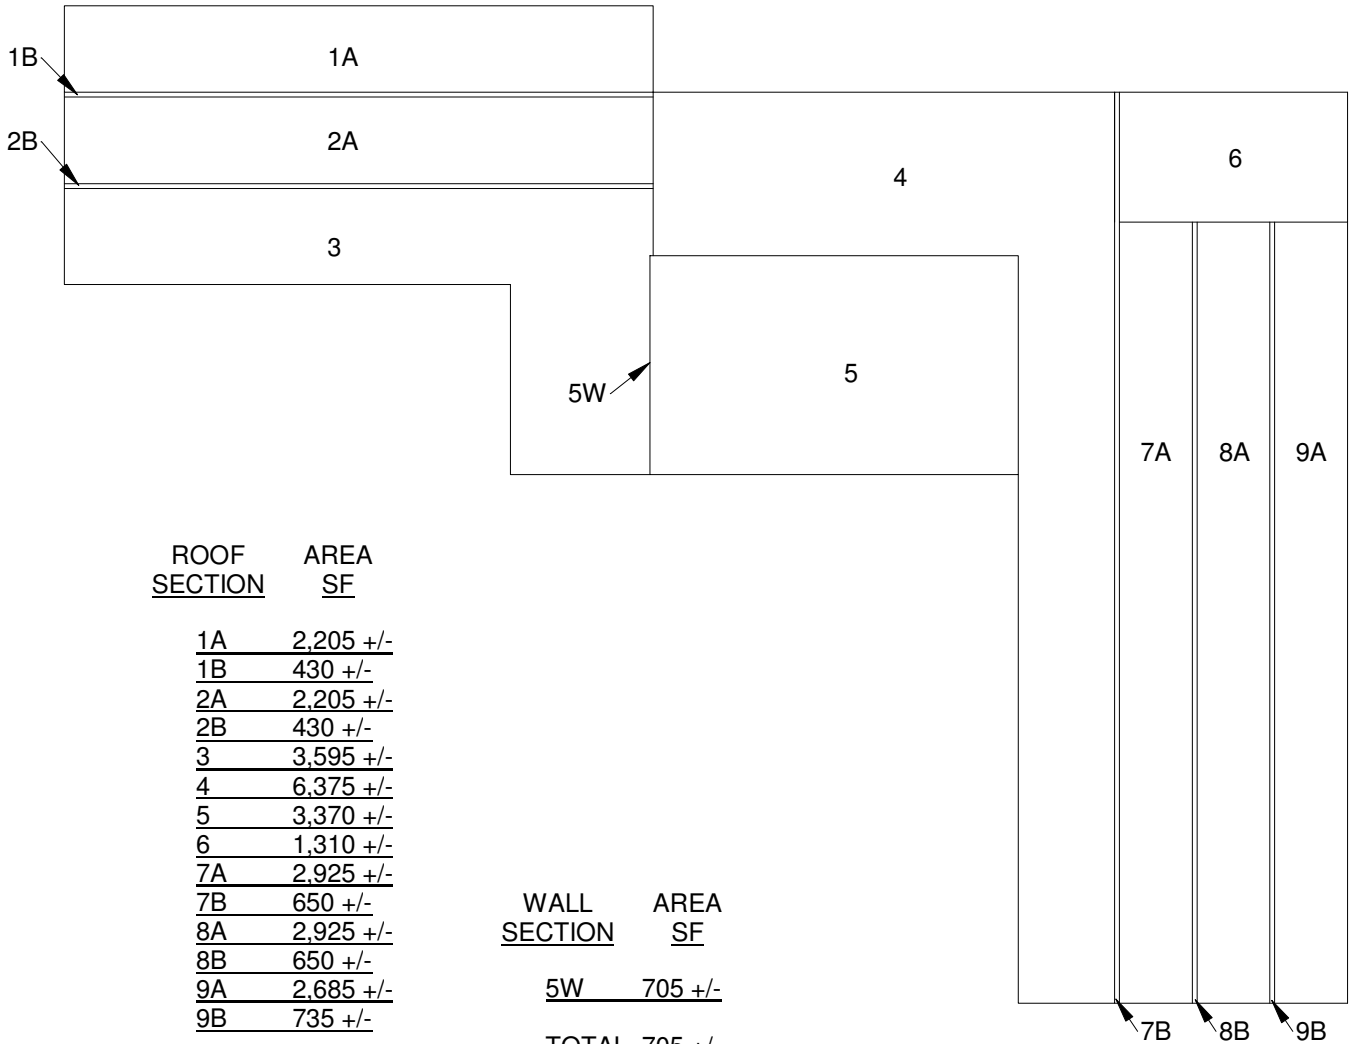 1B
1A
2B
2A
4
6
3
5W
5
7A
8A
9A
ROOF AREA
SECTION SF
1A 2,205 +/-
1B 430 +/-
2A 2,205 +/-
2B 430 +/-
3 3,595 +/-
4 6,375 +/-
5 3,370 +/-
6 1,310 +/-
7A 2,925 +/-
7B 650 +/-
8A 2,925 +/-
8B 650 +/-
9A 2,685 +/-
9B 735 +/-
WALL AREA
SECTION SF
5W 705 +/-
TOTAL 705 +/-
7B
8B
9B